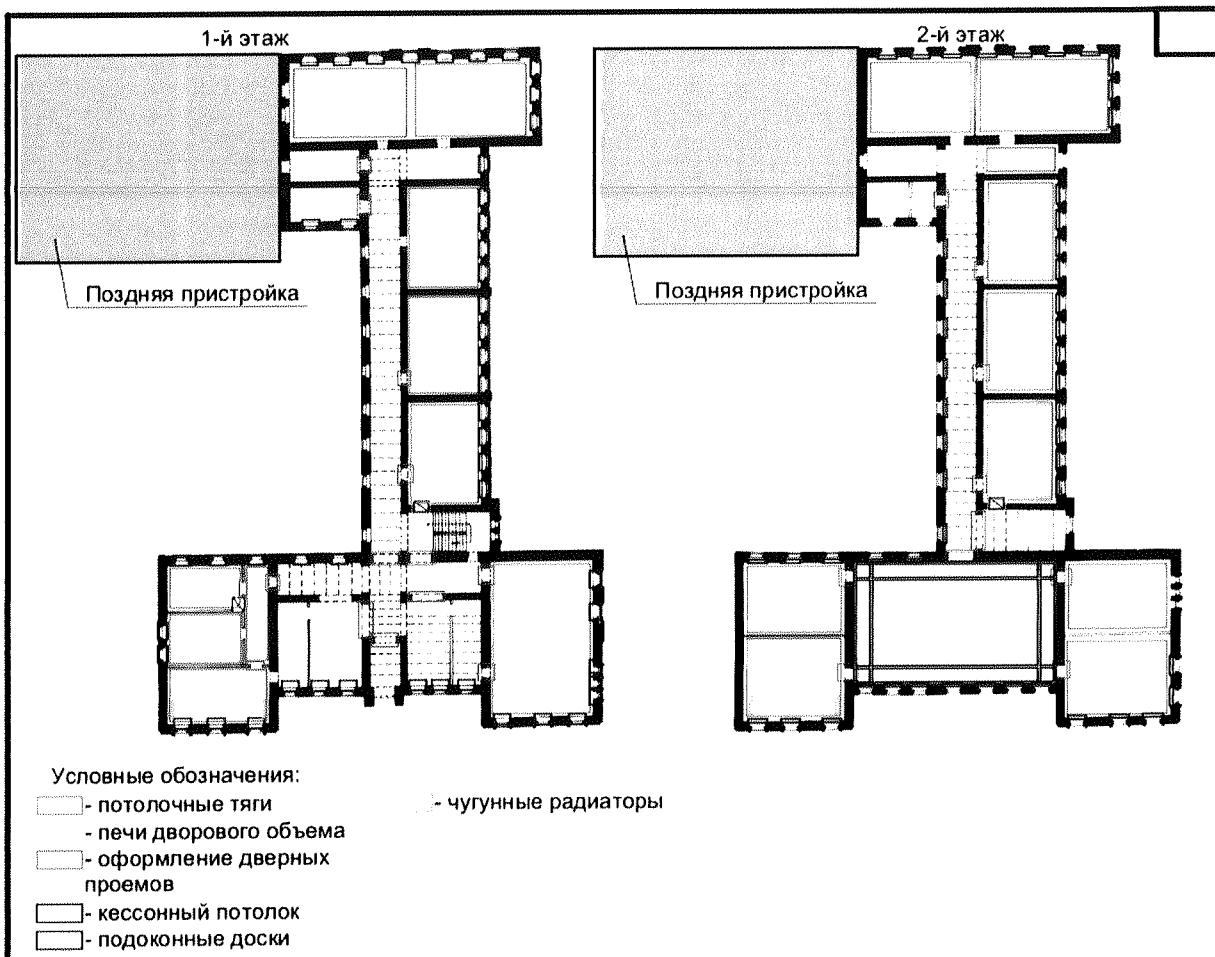 1-й этаж
2-й этаж
Поздняя пристройка
Поздняя пристройка
Условные обозначения:
- потолочные тяги
- печи дворового объема
- оформление дверных
проемов
- кессонный потолок
- подоконные доски
- чугунные радиаторы